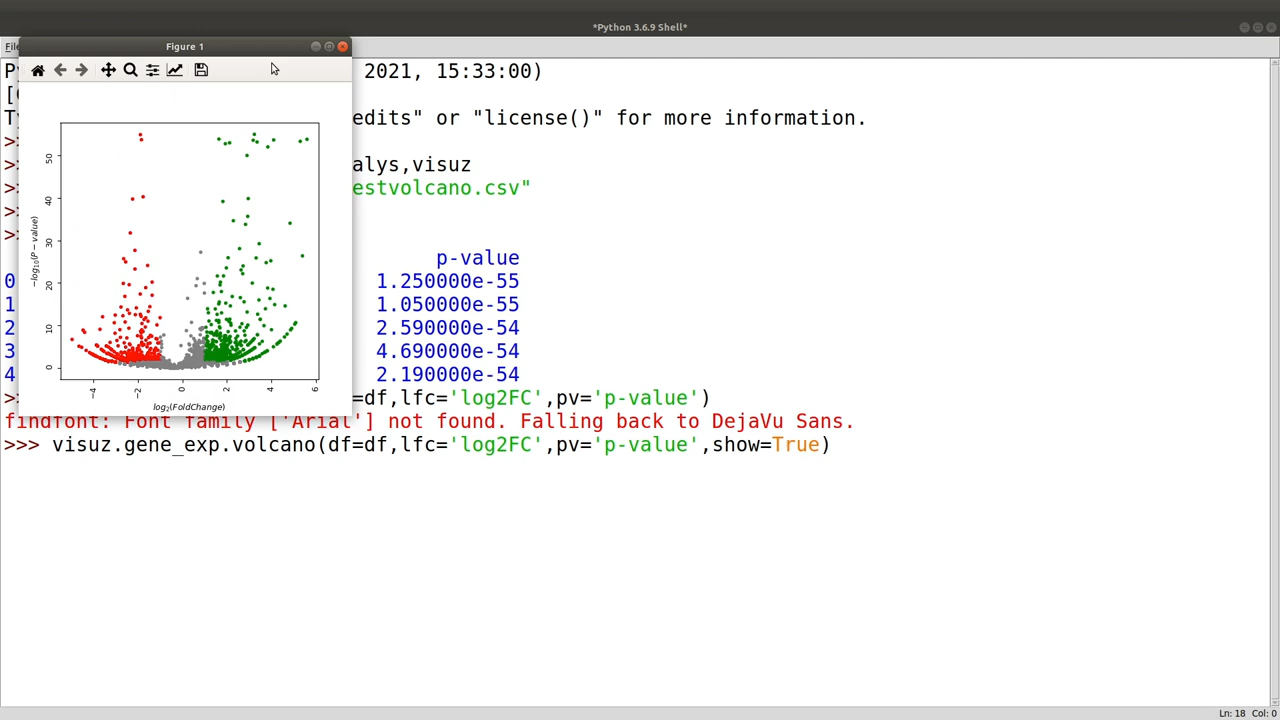 *Python 3.6.9 Shell*
Figure 1
2021, 15:33:00)
edits" or "license()" for more information.
>
alys,visuz
estvolcano.csv"
p-value
0 1.250000e-55
1 1.050000e-55
2 2.590000e-54
3 4.690000e-54
4 2.190000e-54
=df,lfc='log2FC',pv='p-value')
findfont: Font family ['Arial'] not found. Falling back to DejaVu Sans.
>>> visuz.gene_exp.volcano(df=df,lfc='log2FC',pv='p-value',show=True)
−log10(P−value)
50
40
30
20
10
0
−4 −2 0 2 4 6
log2(FoldChange)
Ln: 18 Col: 0